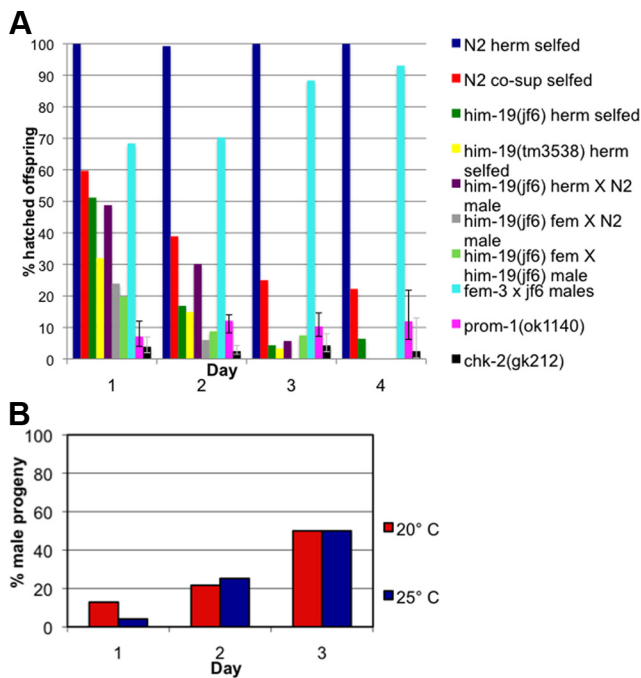 A
% hatched offspring
100
90
80
70
60
50
40
30
20
10
0
1
2
3
4
Day
N2 herm selfed
N2 co-sup selfed
him-19(jf6) herm selfed
him-19(tm3538) herm
selfed
him-19(jf6) herm X N2
male
him-19(jf6) fem X N2
male
him-19(jf6) fem X
him-19(jf6) male
fem-3 x jf6 males
prom-1(ok1140)
chk-2(gk212)
B
% male progeny
100
80
60
40
20
0
1
2
3
Day
20° C
25° C